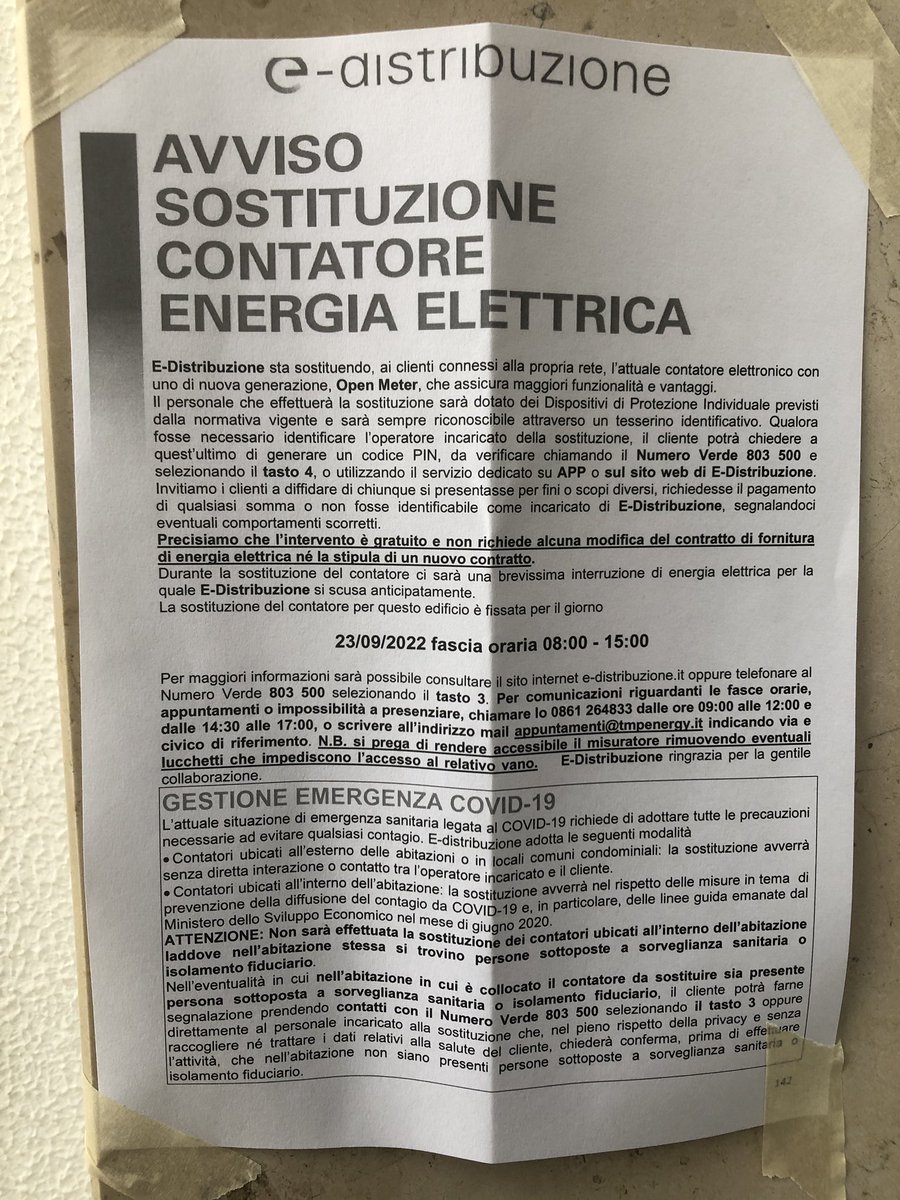 e-distribuzione
AVVISO
SOSTITUZIONE
CONTATORE
ENERGIA ELETTRICA
E-Distribuzione sta sostituendo, ai clienti connessi alla propria rete, l'attuale contatore elettronico con
uno di nuova generazione, Open Meter, che assicura maggiori funzionalità e vantaggi.
Il personale che effettuerà la sostituzione sarà dotato dei Dispositivi di Protezione Individuale previsti
dalla normativa vigente e sarà sempre riconoscibile attraverso un tesserino identificativo. Qualora
fosse necessario identificare l'operatore incaricato della sostituzione, il cliente potrà chiedere a
quest'ultimo di generare un codice PIN, da verificare chiamando il Numero Verde 803 500 e
selezionando il tasto 4, o utilizzando il servizio dedicato su APP o sul sito web di E-Distribuzione.
Invitiamo i clienti a diffidare di chiunque si presentasse per fini o scopi diversi, richiedesse il pagamento
di qualsiasi somma o non fosse identificabile come incaricato di E-Distribuzione, segnalandoci
eventuali comportamenti scorretti.
Precisiamo che l'intervento è gratuito e non richiede alcuna modifica del contratto di fornitura
di energia elettrica né la stipula di un nuovo contratto.
Durante la sostituzione del contatore ci sarà una brevissima interruzione di energia elettrica per la
quale E-Distribuzione si scusa anticipatamente.
La sostituzione del contatore per questo edificio è fissata per il giorno
23/09/2022 fascia oraria 08:00 - 15:00
Per maggiori informazioni sarà possibile consultare il sito internet e-distribuzione.it oppure telefonare al
Numero Verde 803 500 selezionando il tasto 3. Per comunicazioni riguardanti le fasce orarie,
appuntamenti o impossibilità a presenziare, chiamare lo 0861 264833 dalle ore 09:00 alle 12:00 e
dalle 14:30 alle 17:00, o scrivere all'indirizzo mail appuntamenti@tmpenergy.it indicando via e
civico di riferimento. N.B. si prega di rendere accessibile il misuratore rimuovendo eventuali
lucchetti che impediscono l'accesso al relativo vano. E-Distribuzione ringrazia per la gentile
collaborazione.
GESTIONE EMERGENZA COVID-19
L'attuale situazione di emergenza sanitaria legata al COVID-19 richiede di adottare tutte le precauzioni
necessarie ad evitare qualsiasi contagio. E-distribuzione adotta le seguenti modalità
• Contatori ubicati all'esterno delle abitazioni o in locali comuni condominiali: la sostituzione avverrà
senza diretta interazione o contatto tra l'operatore incaricato e il cliente.
• Contatori ubicati all'interno dell'abitazione: la sostituzione avverrà nel rispetto delle misure in tema di
prevenzione della diffusione del contagio da COVID-19 e, in particolare, delle linee guida emanate dal
Ministero dello Sviluppo Economico nel mese di giugno 2020.
ATTENZIONE: Non sarà effettuata la sostituzione dei contatori ubicati all'interno dell'abitazione
laddove nell'abitazione stessa si trovino persone sottoposte a sorveglianza sanitaria o
isolamento fiduciario.
Nell'eventualità in cui nell'abitazione in cui è collocato il contatore da sostituire sia presente
persona sottoposta a sorveglianza sanitaria o isolamento fiduciario, il cliente potrà farne
segnalazione prendendo contatti con il Numero Verde 803 500 selezionando il tasto 3 oppure
direttamente al personale incaricato alla sostituzione che, nel pieno rispetto della privacy e senza
raccogliere né trattare i dati relativi alla salute del cliente, chiederà conferma, prima di effettuare
l'attività, che nell'abitazione non siano presenti persone sottoposte a sorveglianza sanitaria o
isolamento fiduciario.
142